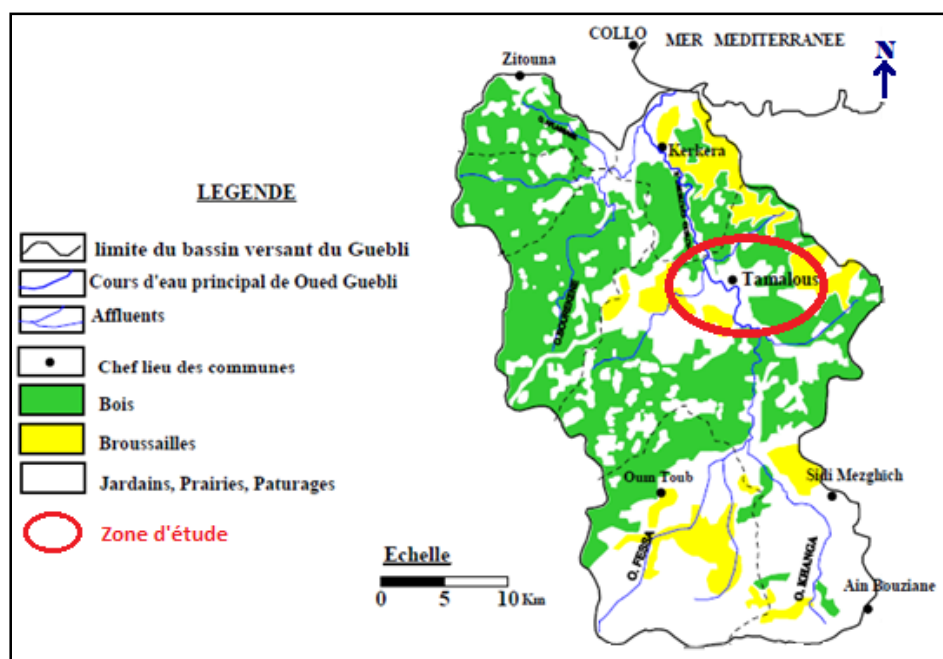 COLLO
MER MEDITERRANEE
Zitouna
N
Kerkera
LEGENDE
limite du bassin versant du Guebli
Cours d'eau principal de Oued Guebli
Tamalous
Affluents
Chef lieu des communes
Bois
Broussailles
Oum Toub
Sidi Mezghich
Jardins, Prairies, Paturages
Zone d'étude
Echelle
O. FESSA
O. KHANGA
Ain Bouziane
0 5 10 Km